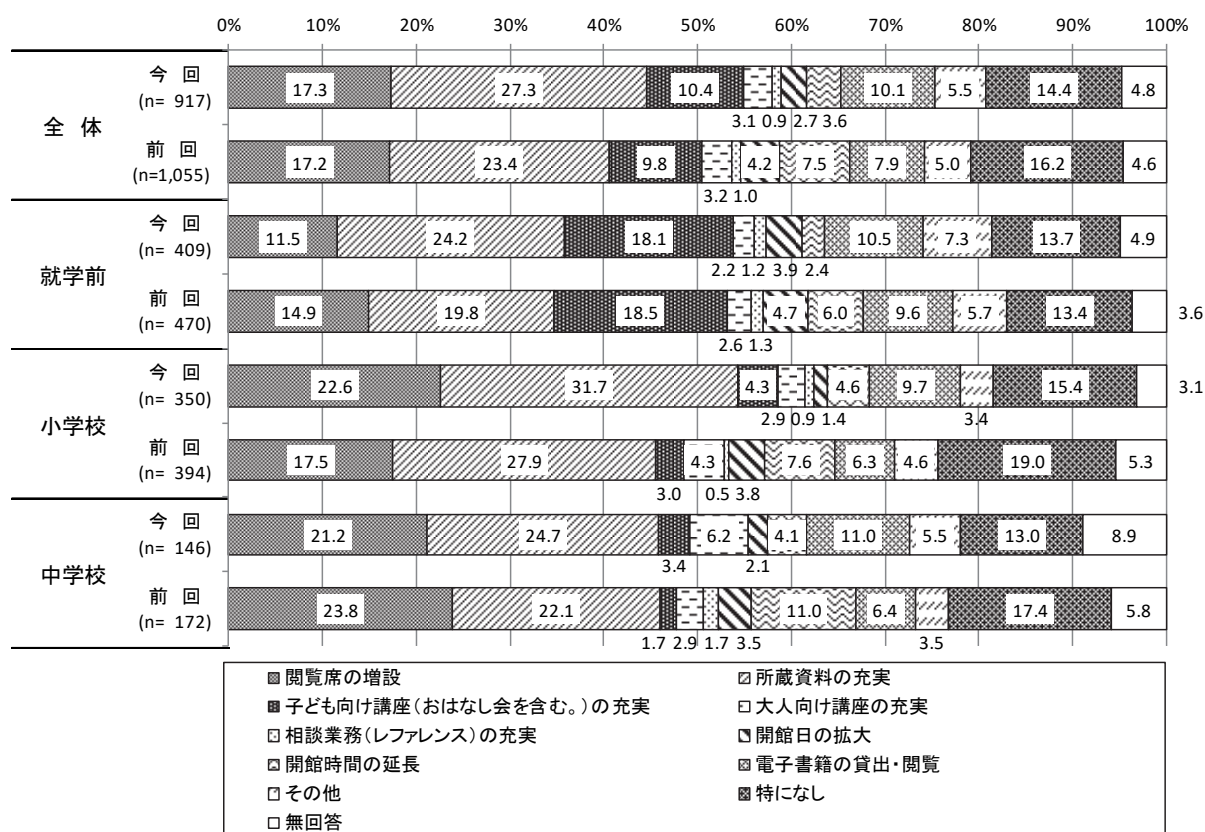 0% 10% 20% 30% 40% 50% 60% 70% 80% 90% 100%
全 体
今 回
(n= 917)
17.3 27.3 10.4 3.1 0.9 2.7 3.6 10.1 5.5 14.4 4.8
前 回
(n=1,055)
17.2 23.4 9.8 3.2 1.0 4.2 7.5 7.9 5.0 16.2 4.6
就学前
今 回
(n= 409)
11.5 24.2 18.1 2.2 1.2 3.9 2.4 10.5 7.3 13.7 4.9
前 回
(n= 470)
14.9 19.8 18.5 2.6 1.3 4.7 6.0 9.6 5.7 13.4 3.6
小学校
今 回
(n= 350)
22.6 31.7 4.3 2.9 0.9 1.4 4.6 9.7 3.4 15.4 3.1
前 回
(n= 394)
17.5 27.9 3.0 4.3 0.5 3.8 7.6 6.3 4.6 19.0 5.3
中学校
今 回
(n= 146)
21.2 24.7 3.4 6.2 2.1 4.1 11.0 5.5 13.0 8.9
前 回
(n= 172)
23.8 22.1 1.7 2.9 1.7 3.5 11.0 6.4 3.5 17.4 5.8
閲覧席の増設 所蔵資料の充実
子ども向け講座(おはなし会を含む。)の充実 大人向け講座の充実
相談業務(レファレンス)の充実 開館日の拡大
開館時間の延長 電子書籍の貸出・閲覧
その他 特になし
無回答